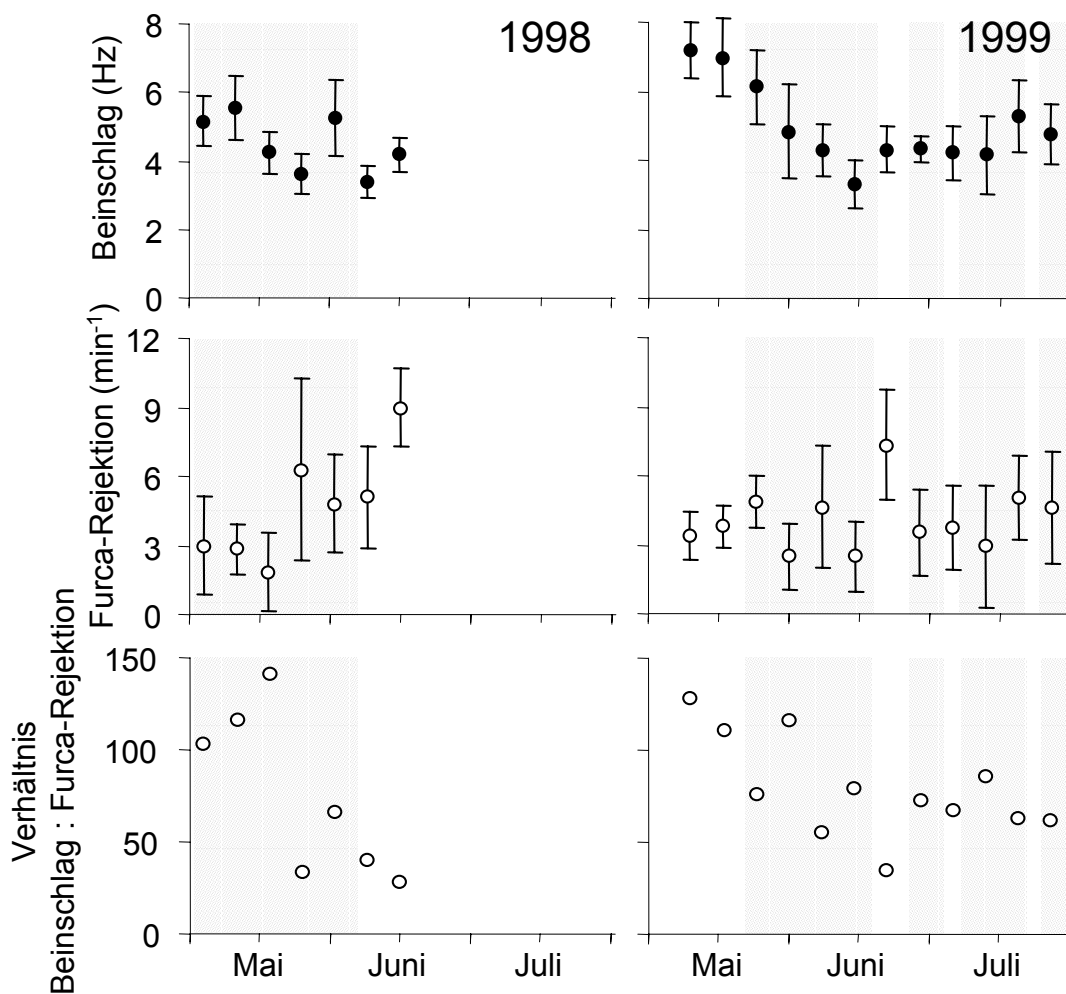 1998
1999
Beinschlag (Hz)
8
6
4
2
0
Furca-Rejektion (min⁻¹)
12
9
6
3
0
Verhältnis
Beinschlag : Furca-Rejektion
150
100
50
0
Mai Juni Juli
Mai Juni Juli